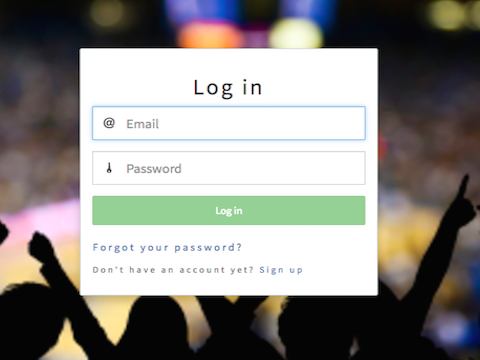 Log in
@ Email
Password
Log in
Forgot your password?
Don't have an account yet? Sign up